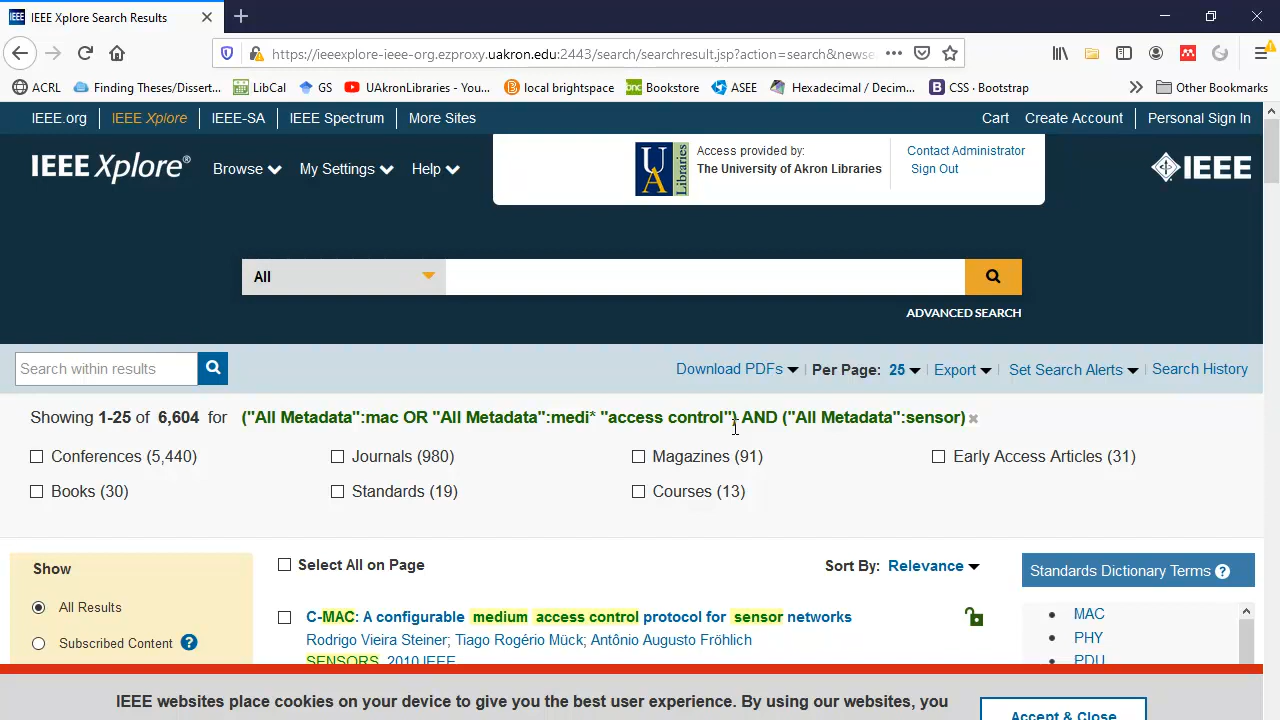 IEEE Xplore Search Results
https://ieeexplore-ieee-org.ezproxy.uakron.edu:2443/search/searchresult.jsp?action=search&newse
ACRL Finding Theses/Dissert... LibCal GS UAkronLibraries - You... local brightspace Bookstore ASEE Hexadecimal / Decim... CSS · Bootstrap Other Bookmarks
IEEE.org IEEE Xplore IEEE-SA IEEE Spectrum More Sites Cart Create Account Personal Sign In
IEEE Xplore® Browse My Settings Help
UA Libraries
Access provided by:
The University of Akron Libraries
Contact Administrator
Sign Out
IEEE
All
ADVANCED SEARCH
Search within results Download PDFs Per Page: 25 Export Set Search Alerts Search History
Showing 1-25 of 6,604 for ("All Metadata":mac OR "All Metadata":medi* "access control") AND ("All Metadata":sensor)
Conferences (5,440) Journals (980) Magazines (91) Early Access Articles (31)
Books (30) Standards (19) Courses (13)
Show
All Results
Subscribed Content
Select All on Page Sort By: Relevance
C-MAC: A configurable medium access control protocol for sensor networks
Rodrigo Vieira Steiner; Tiago Rogério Mück; Antônio Augusto Fröhlich
SENSORS, 2010 IEEE
Standards Dictionary Terms ?
MAC
PHY
PDU
IEEE websites place cookies on your device to give you the best user experience. By using our websites, you
Accept & Close